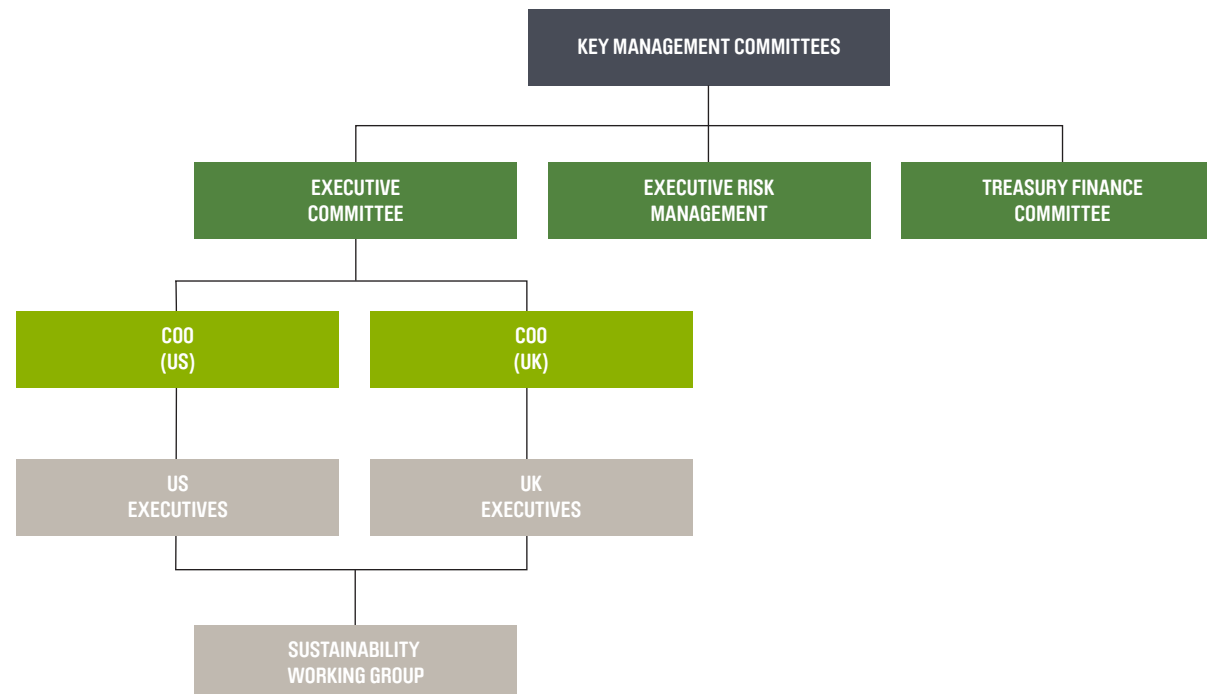 KEY MANAGEMENT COMMITTEES
EXECUTIVE
COMMITTEE
EXECUTIVE RISK
MANAGEMENT
TREASURY FINANCE
COMMITTEE
COO
(US)
COO
(UK)
US
EXECUTIVES
UK
EXECUTIVES
SUSTAINABILITY
WORKING GROUP